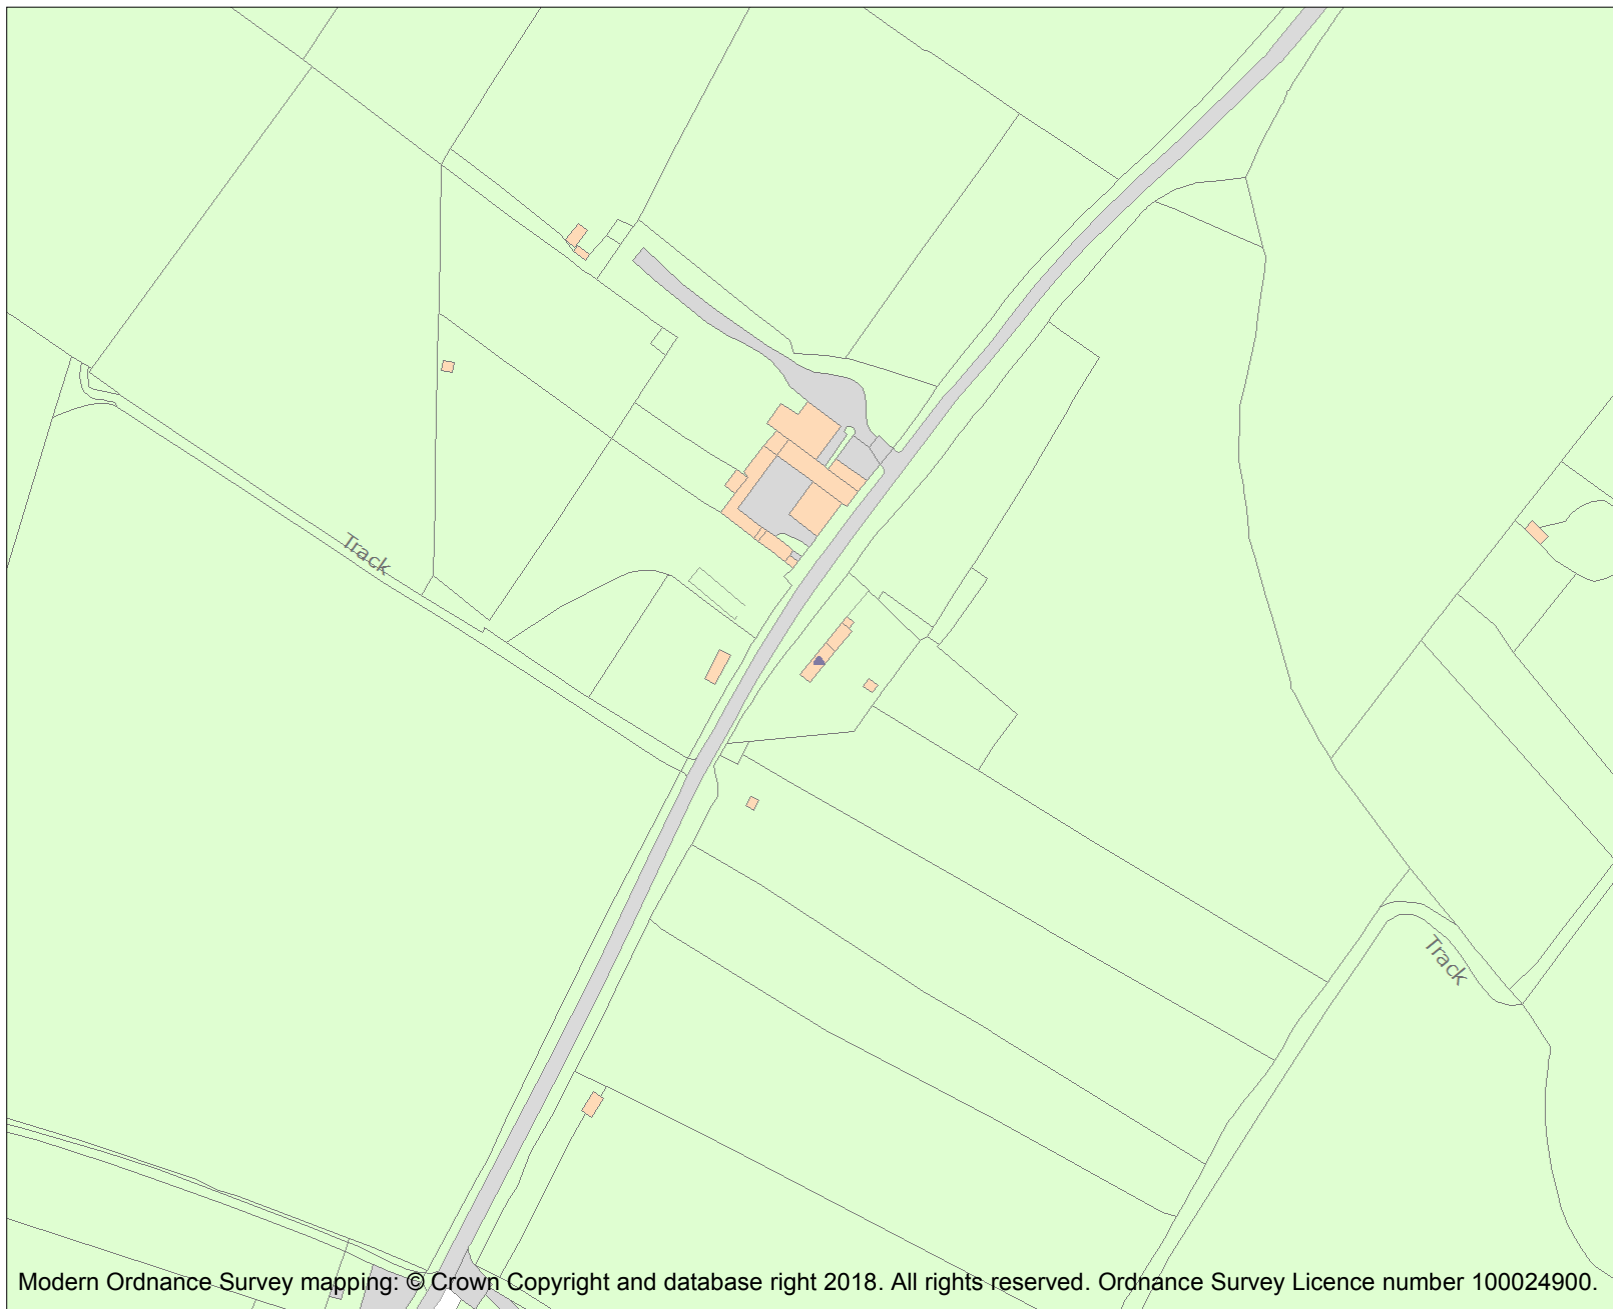 Track
Track
Modern Ordnance Survey mapping: © Crown Copyright and database right 2018. All rights reserved. Ordnance Survey Licence number 100024900.